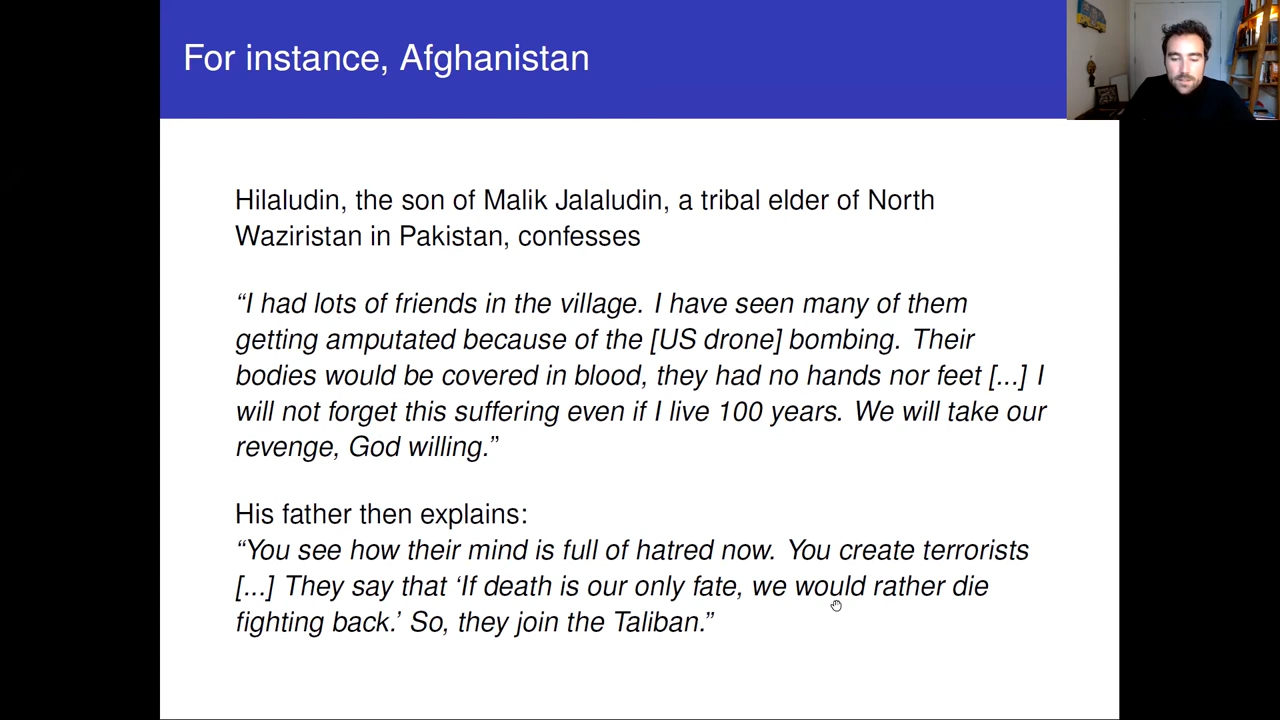 For instance, Afghanistan
Hilaludin, the son of Malik Jalaludin, a tribal elder of North
Waziristan in Pakistan, confesses
“I had lots of friends in the village. I have seen many of them
getting amputated because of the [US drone] bombing. Their
bodies would be covered in blood, they had no hands nor feet [...] I
will not forget this suffering even if I live 100 years. We will take our
revenge, God willing.”
His father then explains:
“You see how their mind is full of hatred now. You create terrorists
[...] They say that ‘If death is our only fate, we would rather die
fighting back.’ So, they join the Taliban.”